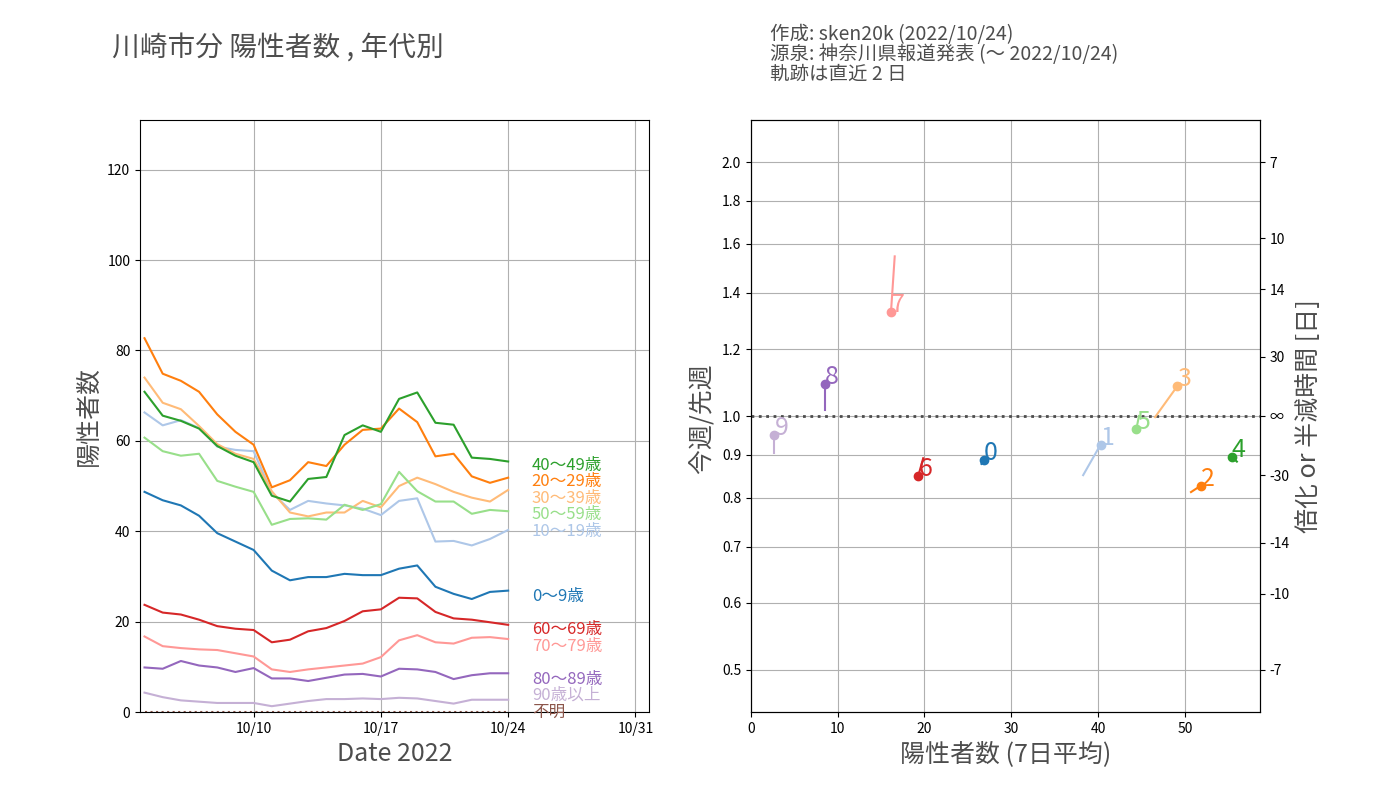 川崎市分 陽性者数 , 年代別
作成: sken20k (2022/10/24)
源泉: 神奈川県報道発表 (〜 2022/10/24)
軌跡は直近 2 日
陽性者数
120
100
80
60
40
20
0
10/10
10/17
10/24
10/31
Date 2022
40〜49歳
20〜29歳
30〜39歳
50〜59歳
10〜19歳
0〜9歳
60〜69歳
70〜79歳
80〜89歳
90歳以上
不明
今週/先週
2.0
1.8
1.6
1.4
1.2
1.0
0.9
0.8
0.7
0.6
0.5
7
8
3
9
5
1
4
0
6
2
0
10
20
30
40
50
陽性者数 (7日平均)
7
10
14
30
∞
-30
-14
-10
-7
倍化 or 半減時間 [日]